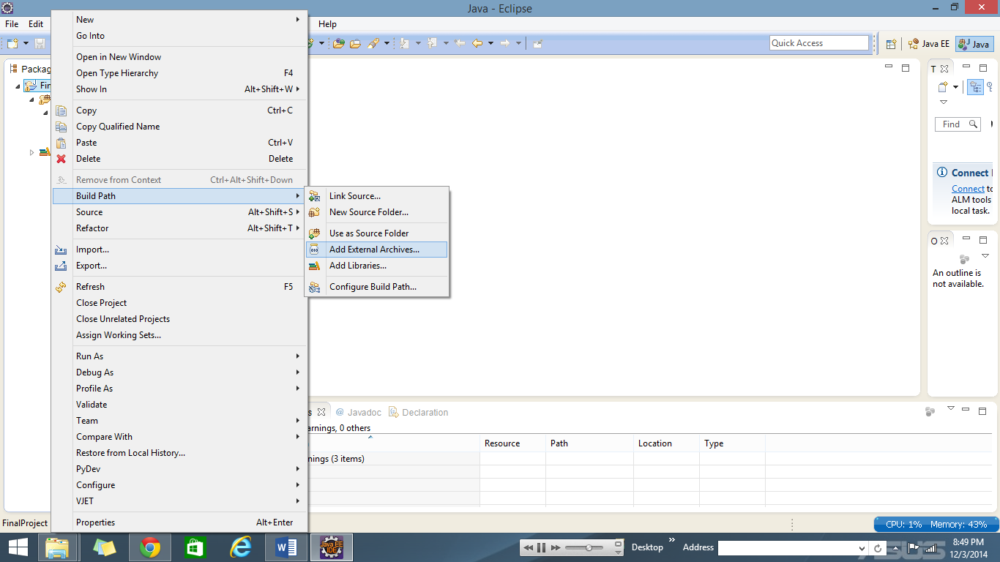 Java - Eclipse
File Edit Help
Quick Access Java EE Java
Packag
Fin
New
Go Into
Open in New Window
Open Type Hierarchy F4
Show In Alt+Shift+W
Copy Ctrl+C
Copy Qualified Name
Paste Ctrl+V
Delete Delete
Remove from Context Ctrl+Alt+Shift+Down
Build Path
Source Alt+Shift+S
Refactor Alt+Shift+T
Import...
Export...
Refresh F5
Close Project
Close Unrelated Projects
Assign Working Sets...
Run As
Debug As
Profile As
Validate
Team
Compare With
Restore from Local History...
PyDev
Configure
VJET
Properties Alt+Enter
Link Source...
New Source Folder...
Use as Source Folder
010
Add External Archives...
Add Libraries...
Configure Build Path...
T
Find
Connect
Connect to
ALM tools
local task.
O
An outline is
not available.
s @ Javadoc Declaration
arnings, 0 others
Resource Path Location Type
nings (3 items)
FinalProject
CPU: 1% Memory: 43%
W
Java EE
IDE
Desktop
Address
8:49 PM
12/3/2014
ASUS